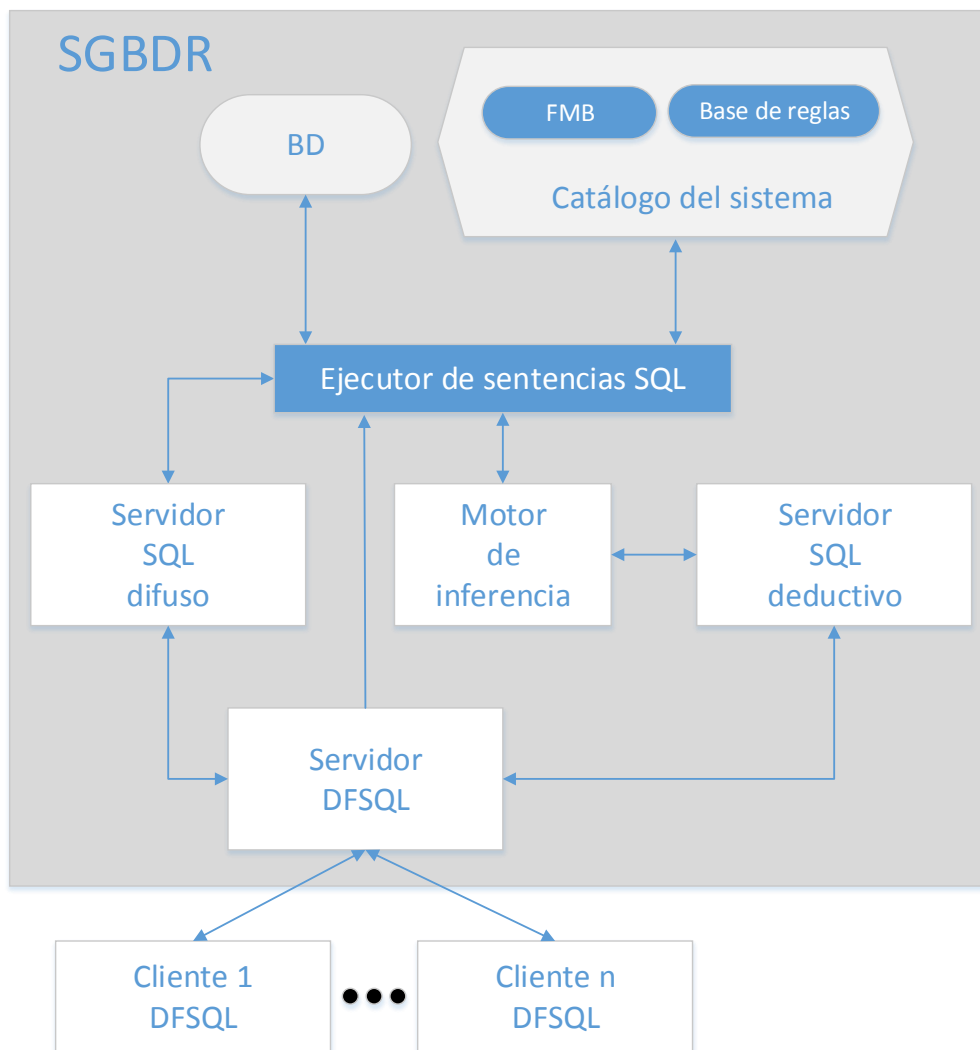 SGBDR
BD
FMB
Base de reglas
Catálogo del sistema
Ejecutor de sentencias SQL
Servidor
SQL
difuso
Motor
de
inferencia
Servidor
SQL
deductivo
Servidor
DFSQL
Cliente 1
DFSQL
Cliente n
DFSQL